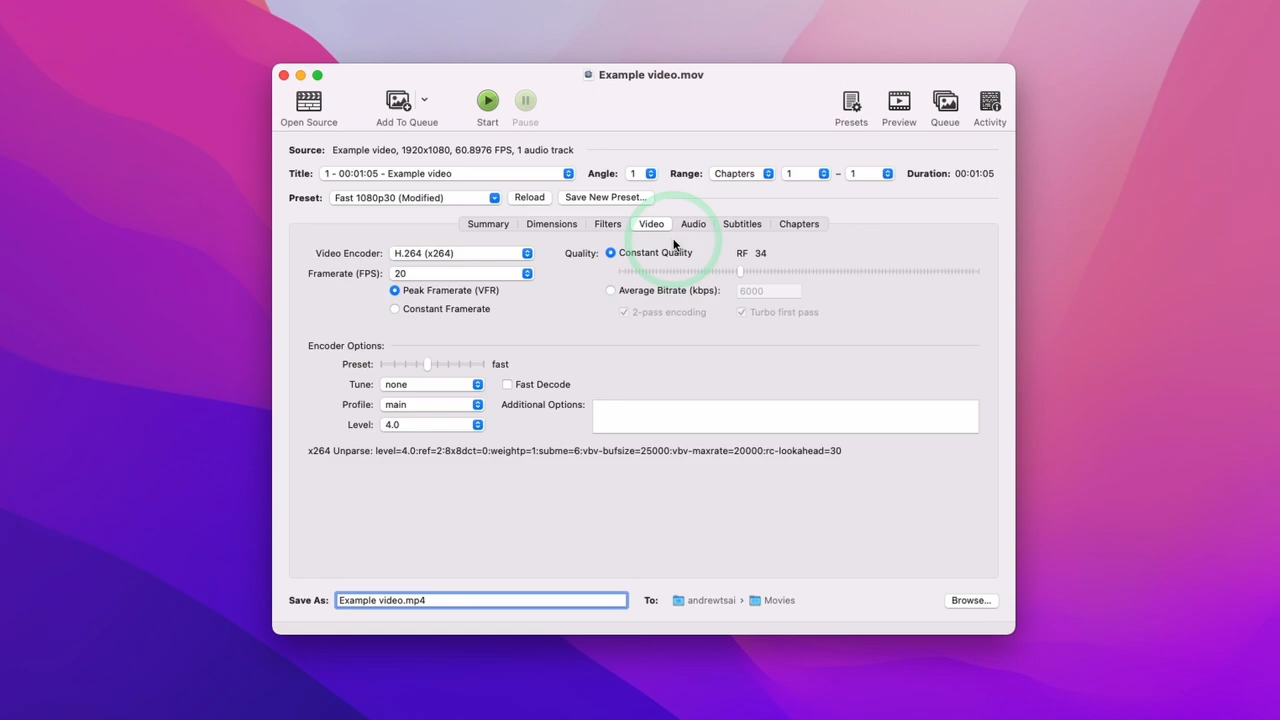 Example video.mov
Open Source Add To Queue Start Pause Presets Preview Queue Activity
Source: Example video, 1920x1080, 60.8976 FPS, 1 audio track
Title: 1 - 00:01:05 - Example video Angle: 1 Range: Chapters 1 – 1 Duration: 00:01:05
Preset: Fast 1080p30 (Modified) Reload Save New Preset...
Summary Dimensions Filters Video Audio Subtitles Chapters
Video Encoder: H.264 (x264) Quality: Constant Quality RF 34
Framerate (FPS): 20
Peak Framerate (VFR) Average Bitrate (kbps): 6000
Constant Framerate 2-pass encoding Turbo first pass
Encoder Options:
Preset: fast
Tune: none Fast Decode
Profile: main Additional Options:
Level: 4.0
x264 Unparse: level=4.0:ref=2:8x8dct=0:weightp=1:subme=6:vbv-bufsize=25000:vbv-maxrate=20000:rc-lookahead=30
Save As: Example video.mp4 To: andrewtsai › Movies Browse...